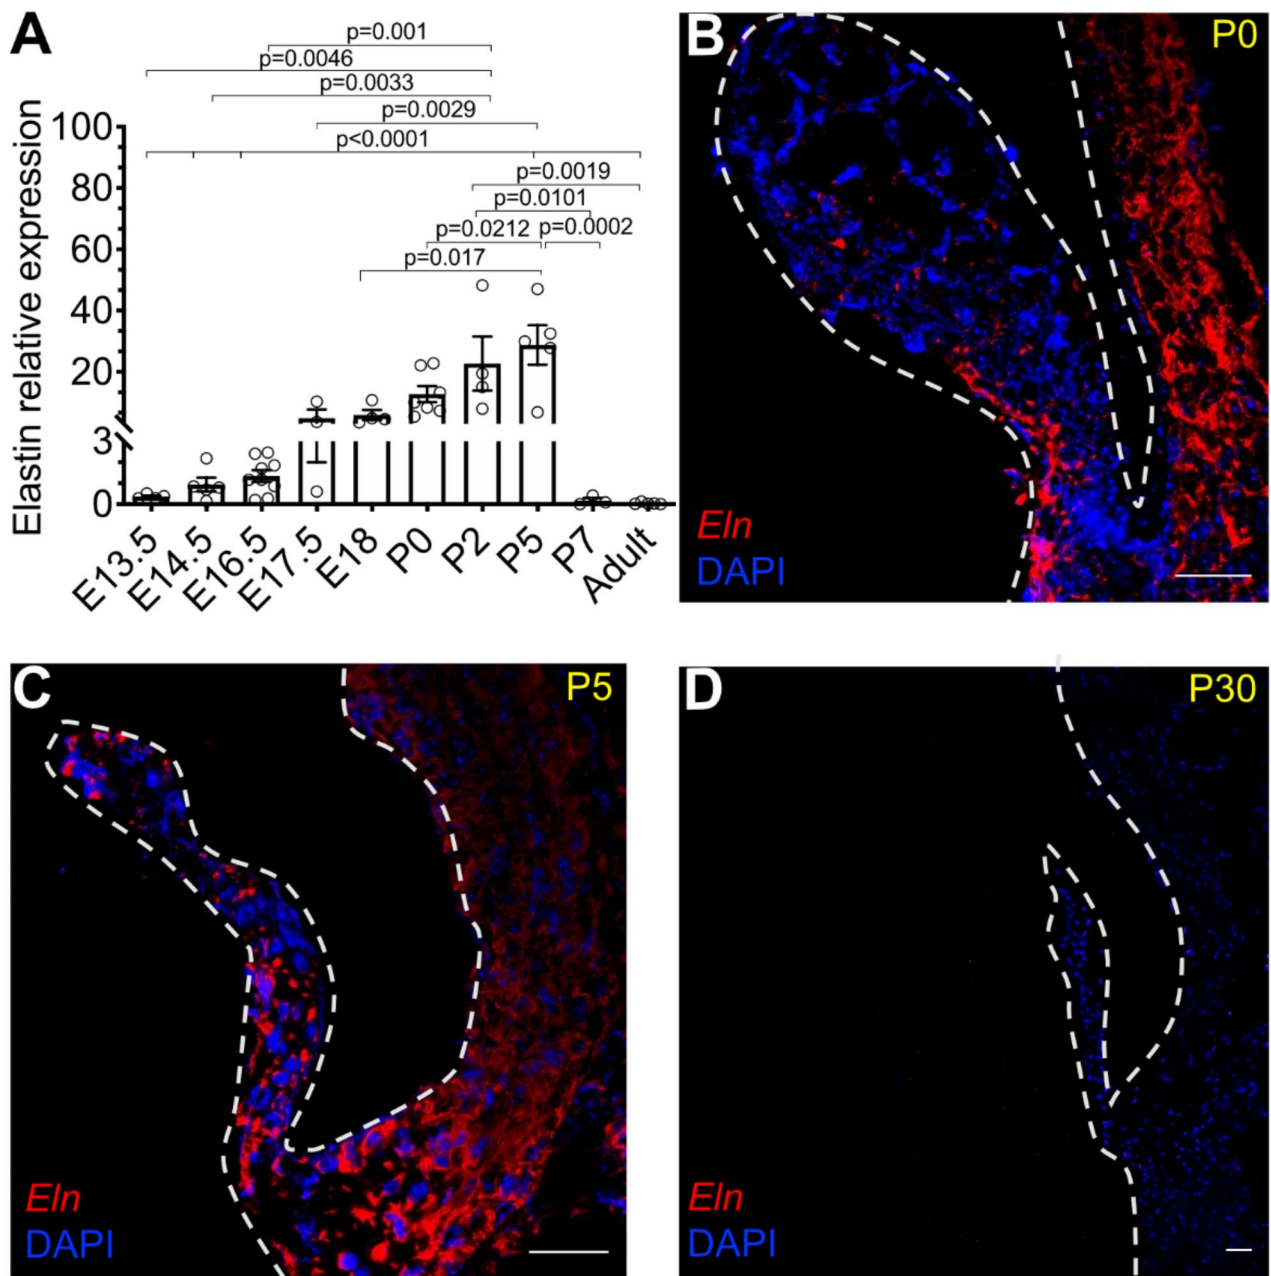 A
p=0.001
p=0.0046
p=0.0033
p=0.0029
p<0.0001
p=0.0019
p=0.0101
p=0.0212 p=0.0002
p=0.017
Elastin relative expression
100
80
60
40
20
3
0
E13.5 E14.5 E16.5 E17.5 E18 P0 P2 P5 P7 Adult
B P0
Eln
DAPI
C P5
Eln
DAPI
D P30
Eln
DAPI